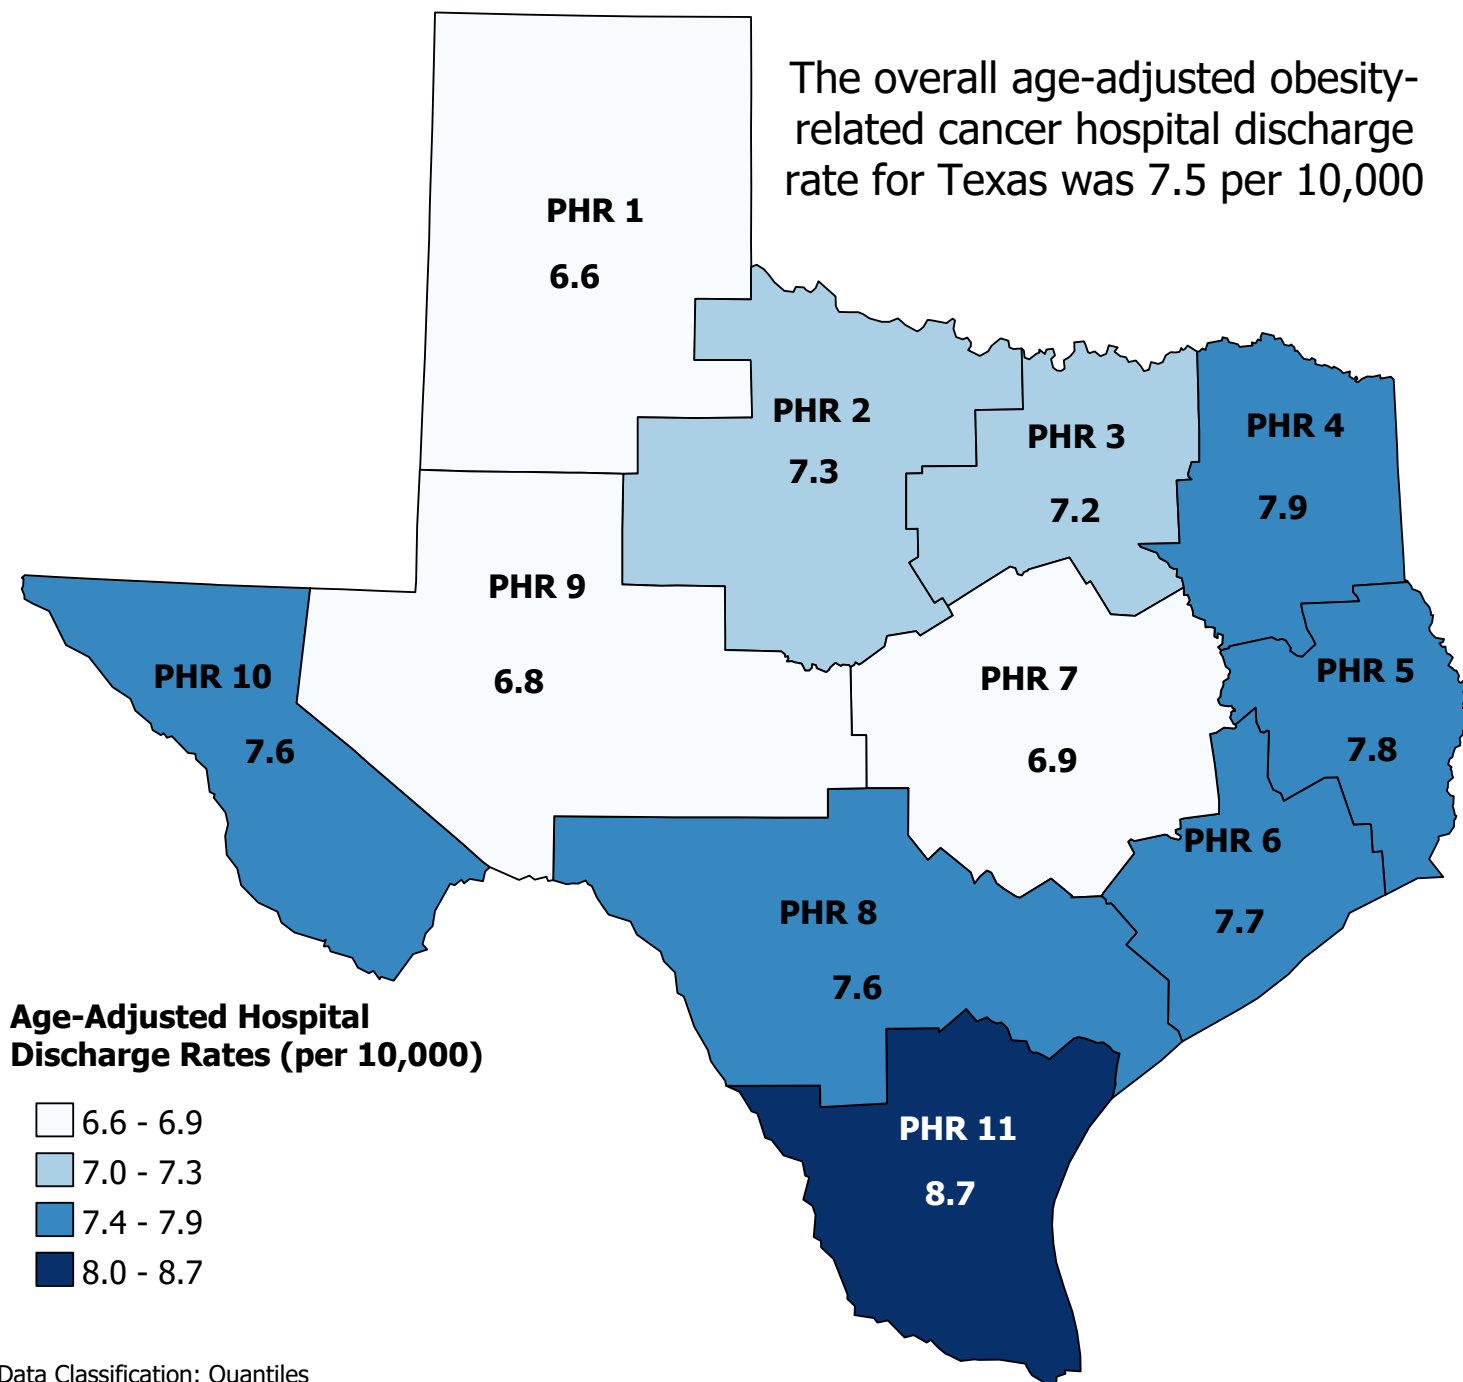 The overall age-adjusted obesity-
related cancer hospital discharge
rate for Texas was 7.5 per 10,000
PHR 1
6.6
PHR 2
7.3
PHR 3
7.2
PHR 4
7.9
PHR 9
6.8
PHR 10
7.6
PHR 7
6.9
PHR 5
7.8
PHR 6
7.7
PHR 8
7.6
PHR 11
8.7
Age-Adjusted Hospital
Discharge Rates (per 10,000)
6.6 - 6.9
7.0 - 7.3
7.4 - 7.9
8.0 - 8.7
Data Classification: Quantiles